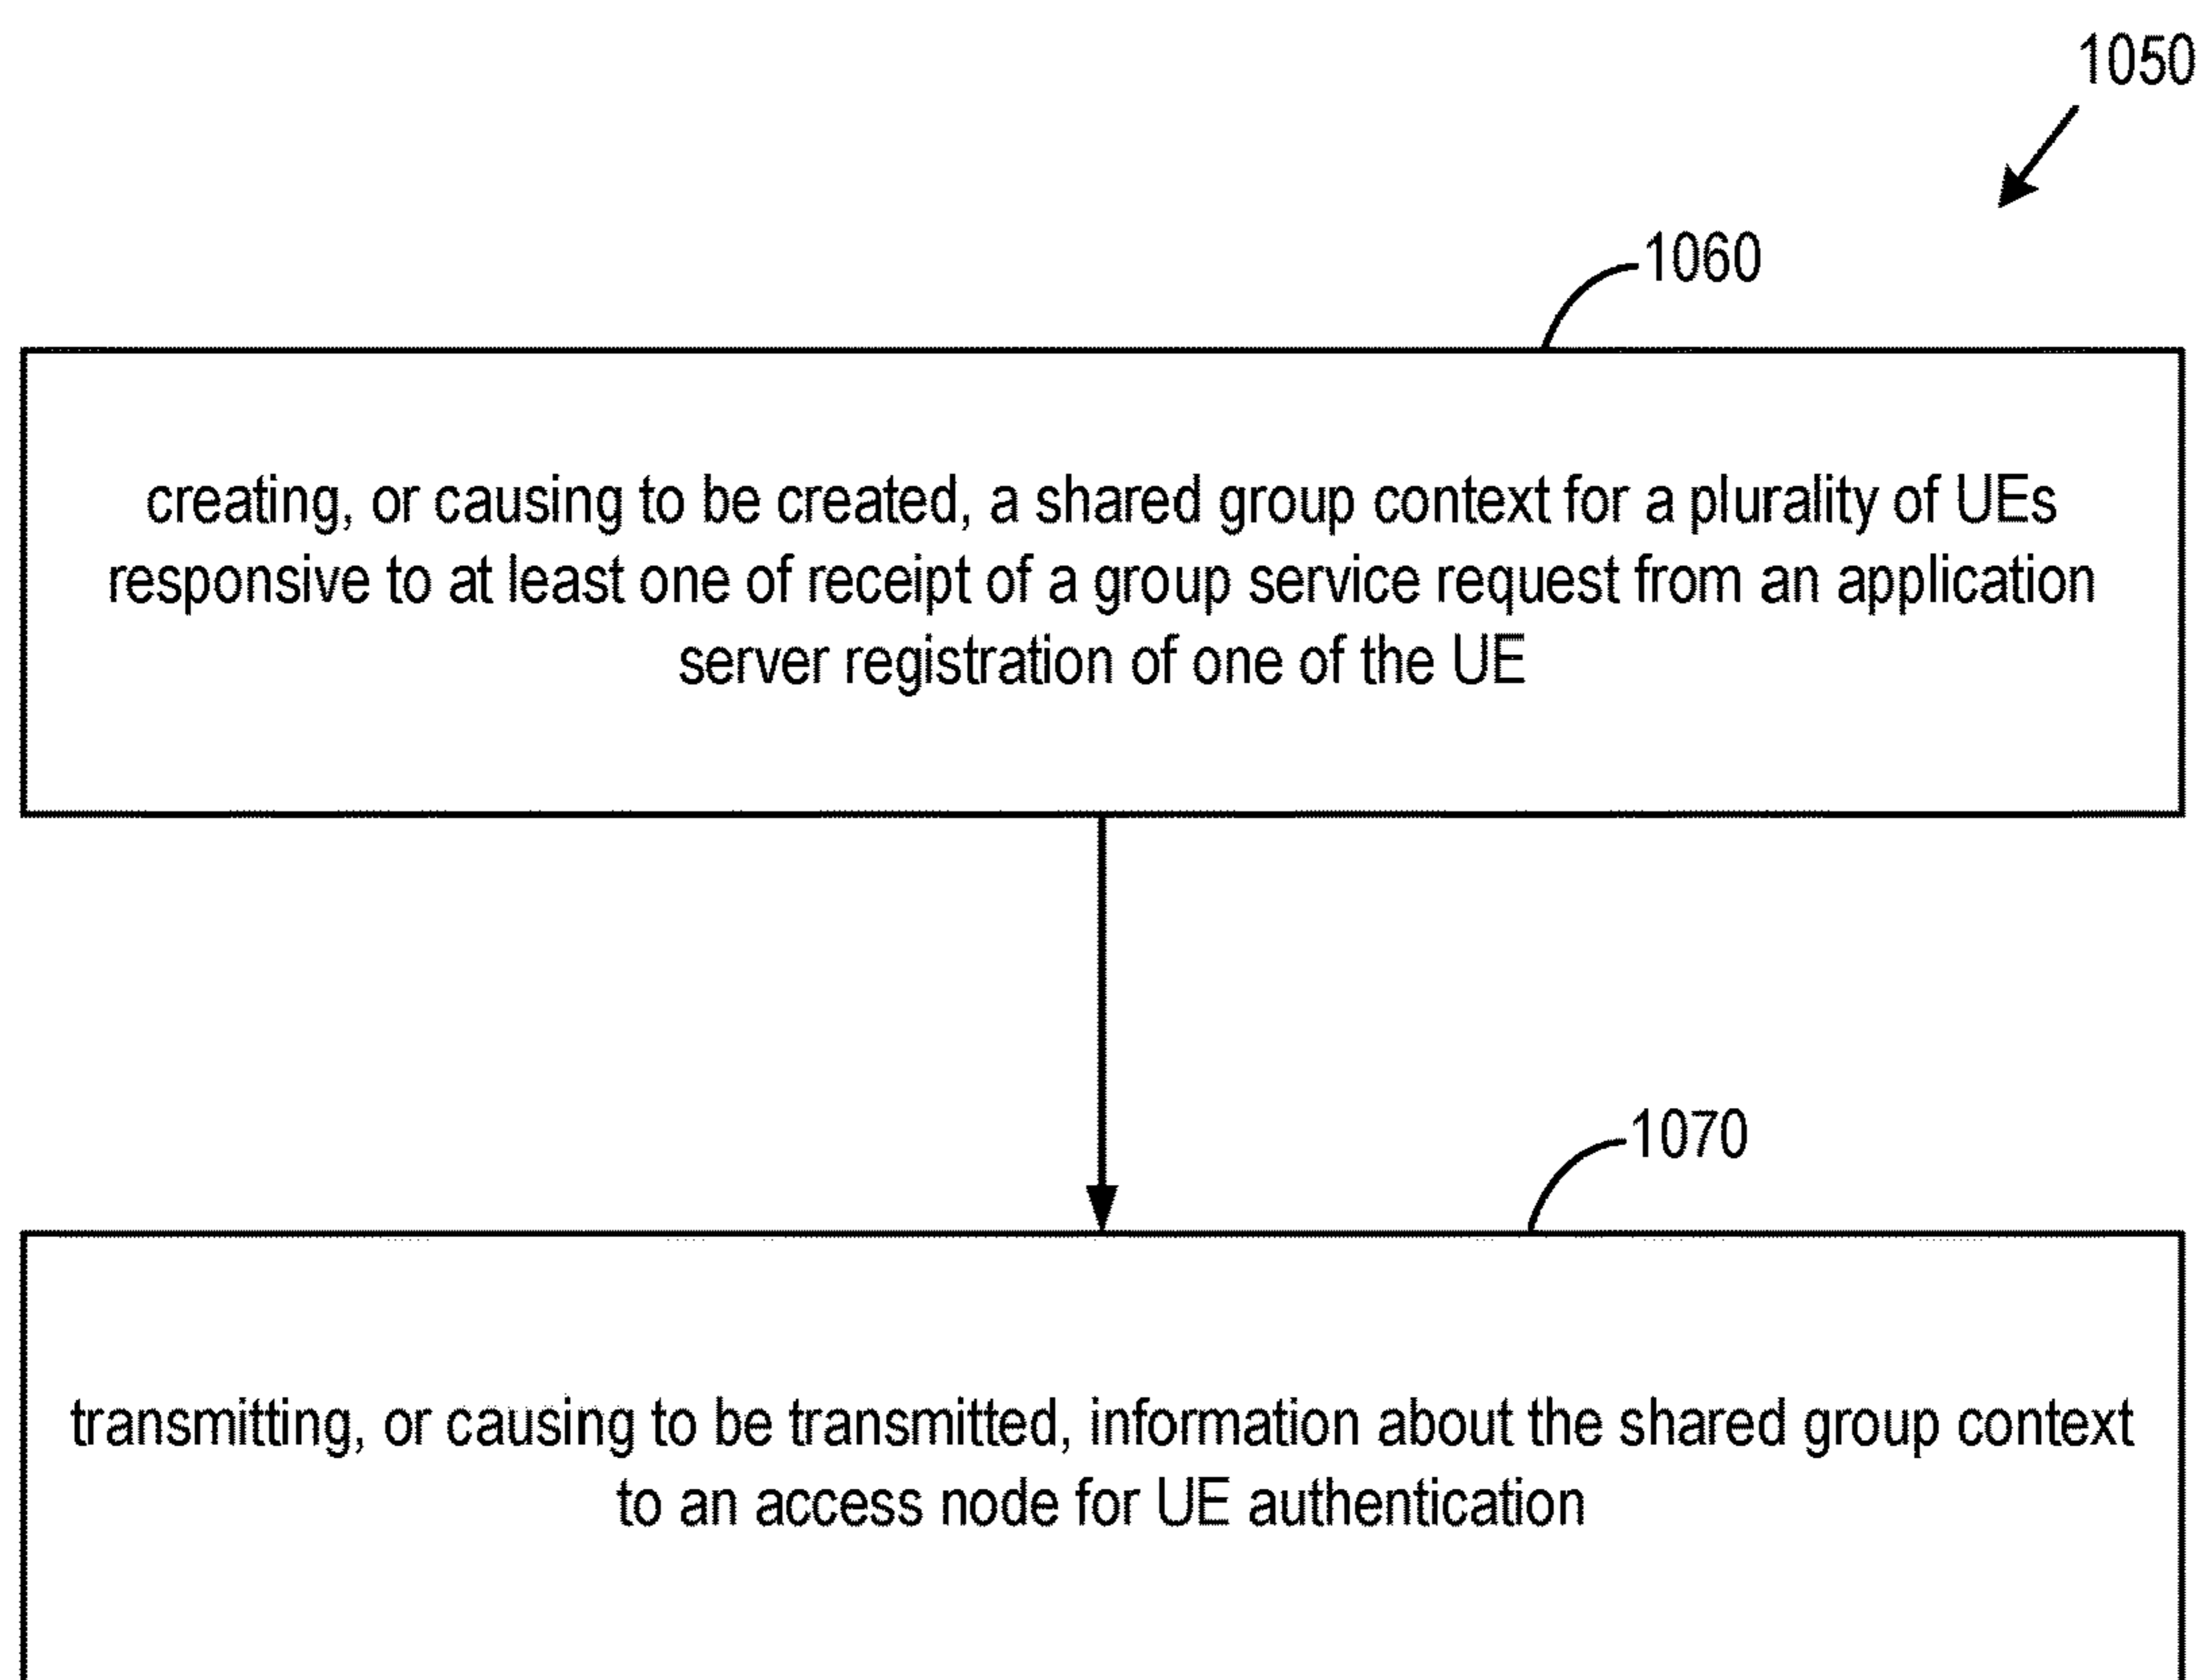 1050
1060
creating, or causing to be created, a shared group context for a plurality of UEs
responsive to at least one of receipt of a group service request from an application
server registration of one of the UE
1070
transmitting, or causing to be transmitted, information about the shared group context
to an access node for UE authentication